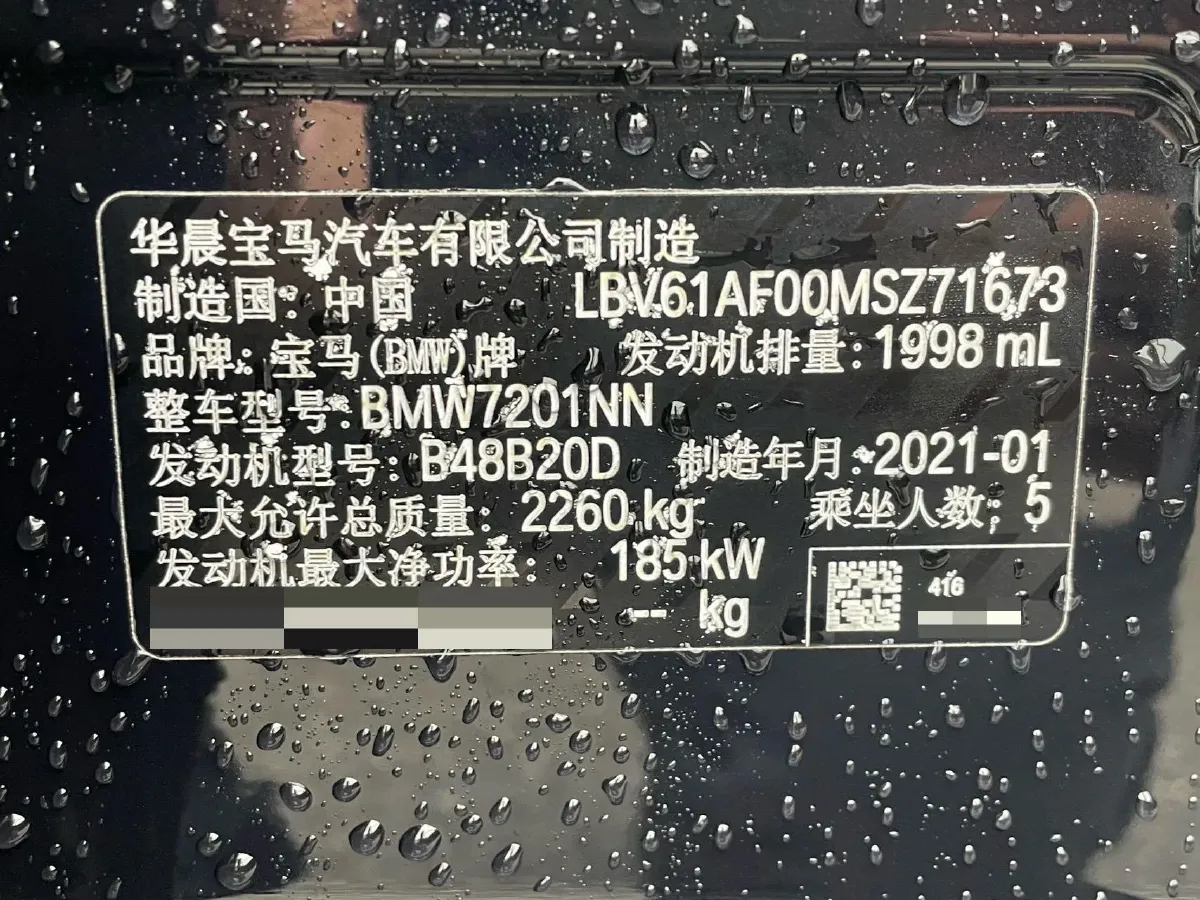 华晨宝马汽车有限公司制造
制造国：中国 LBV61AF00MSZ71673
品牌：宝马(BMW)牌 发动机排量：1998 mL
整车型号：BMW7201NN
发动机型号：B48B20D 制造年月：2021-01
最大允许总质量：2260 kg 乘坐人数：5
发动机最大净功率：185 kW
-- kg
416